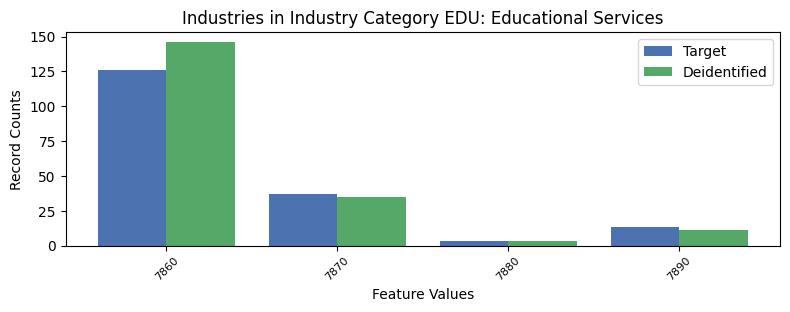 Industries in Industry Category EDU: Educational Services
150
125
100
75
50
25
0
Record Counts
Target
Deidentified
7860
7870
7880
7890
Feature Values